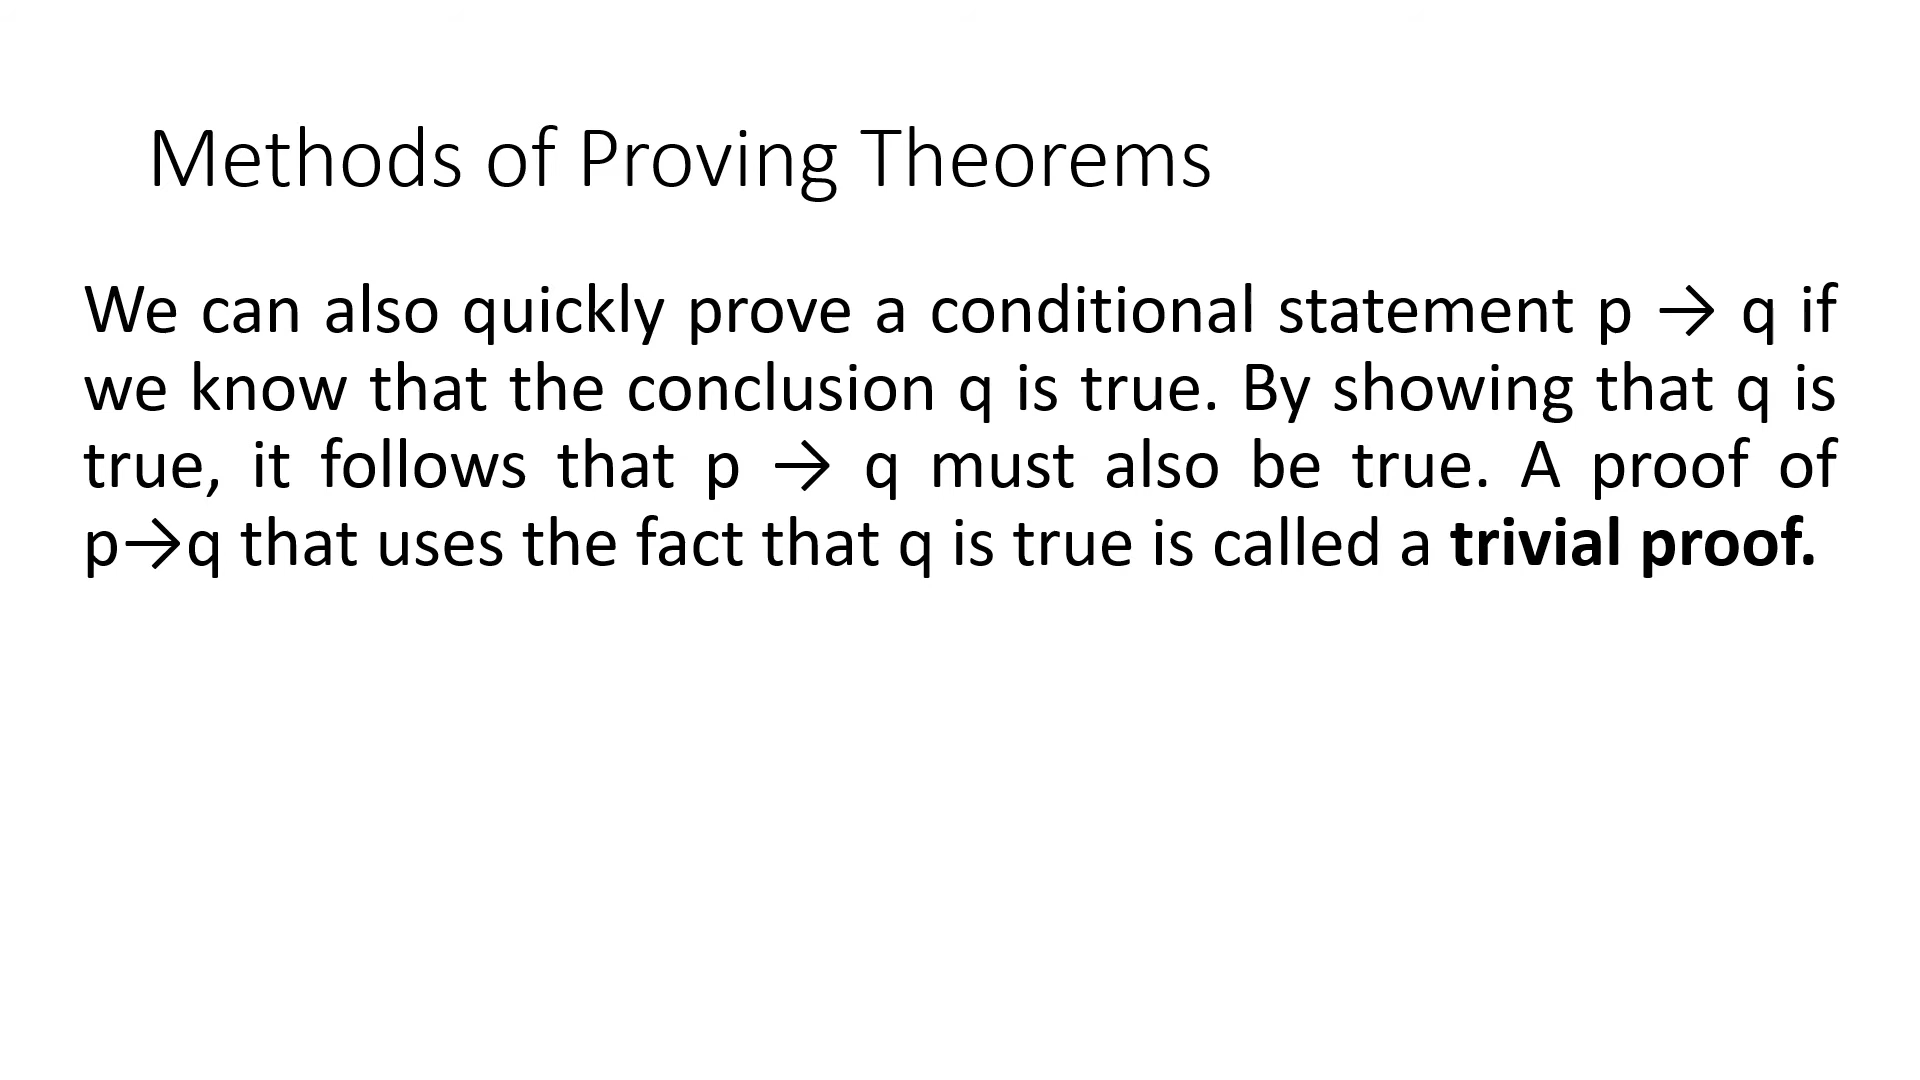 Methods of Proving Theorems
We can also quickly prove a conditional statement p → q if
we know that the conclusion q is true. By showing that q is
true, it follows that p → q must also be true. A proof of
p→q that uses the fact that q is true is called a trivial proof.